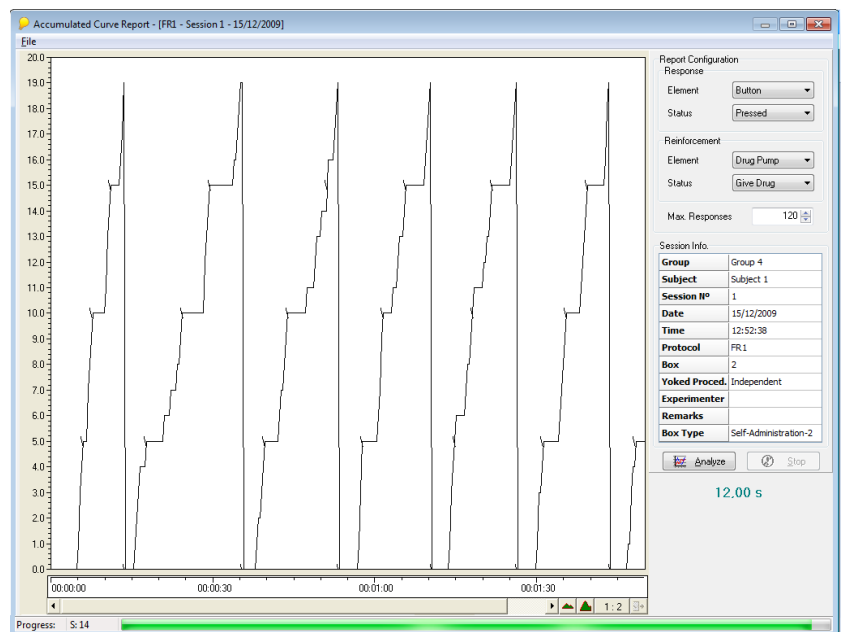 Accumulated Curve Report - [FR1 - Session 1 - 15/12/2009]
File
20.0
19.0
18.0
17.0
16.0
15.0
14.0
13.0
12.0
11.0
10.0
9.0
8.0
7.0
6.0
5.0
4.0
3.0
2.0
1.0
0.0
00:00:00 00:00:30 00:01:00 00:01:30
1 : 2
Report Configuration
Response
Element Button
Status Pressed
Reinforcement
Element Drug Pump
Status Give Drug
Max. Responses 120
Session Info.
Group Group 4
Subject Subject 1
Session Nº 1
Date 15/12/2009
Time 12:52:38
Protocol FR1
Box 2
Yoked Proced. Independent
Experimenter
Remarks
Box Type Self-Administration-2
Analyze Stop
12,00 s
Progress: S: 14